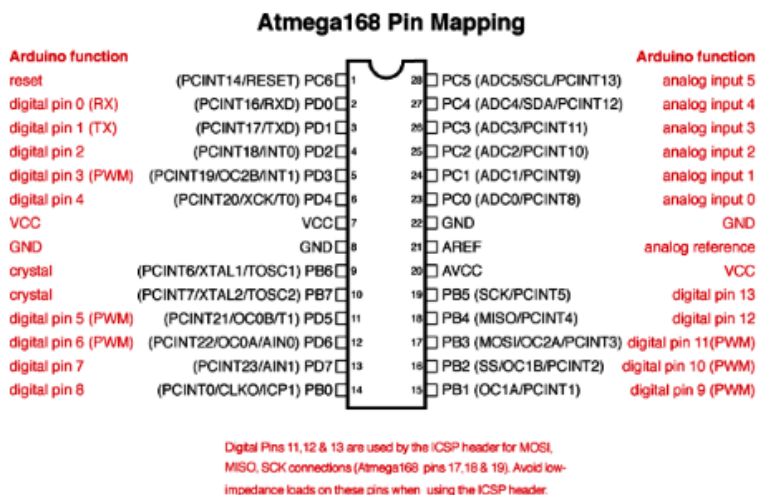 Atmega168 Pin Mapping
Arduino function Arduino function
reset (PCINT14/RESET) PC6 1 28 PC5 (ADC5/SCL/PCINT13) analog input 5
digital pin 0 (RX) (PCINT16/RXD) PD0 2 27 PC4 (ADC4/SDA/PCINT12) analog input 4
digital pin 1 (TX) (PCINT17/TXD) PD1 3 26 PC3 (ADC3/PCINT11) analog input 3
digital pin 2 (PCINT18/INT0) PD2 4 25 PC2 (ADC2/PCINT10) analog input 2
digital pin 3 (PWM) (PCINT19/OC2B/INT1) PD3 5 24 PC1 (ADC1/PCINT9) analog input 1
digital pin 4 (PCINT20/XCK/T0) PD4 6 23 PC0 (ADC0/PCINT8) analog input 0
VCC VCC 7 22 GND GND
GND GND 8 21 AREF analog reference
crystal (PCINT6/XTAL1/TOSC1) PB6 9 20 AVCC VCC
crystal (PCINT7/XTAL2/TOSC2) PB7 10 19 PB5 (SCK/PCINT5) digital pin 13
digital pin 5 (PWM) (PCINT21/OC0B/T1) PD5 11 18 PB4 (MISO/PCINT4) digital pin 12
digital pin 6 (PWM) (PCINT22/OC0A/AIN0) PD6 12 17 PB3 (MOSI/OC2A/PCINT3) digital pin 11(PWM)
digital pin 7 (PCINT23/AIN1) PD7 13 16 PB2 (SS/OC1B/PCINT2) digital pin 10 (PWM)
digital pin 8 (PCINT0/CLKO/ICP1) PB0 14 15 PB1 (OC1A/PCINT1) digital pin 9 (PWM)
Digital Pins 11,12 & 13 are used by the ICSP header for MOSI,
MISO, SCK connections (Atmega168 pins 17,18 & 19). Avoid low-
impedance loads on these pins when using the ICSP header.